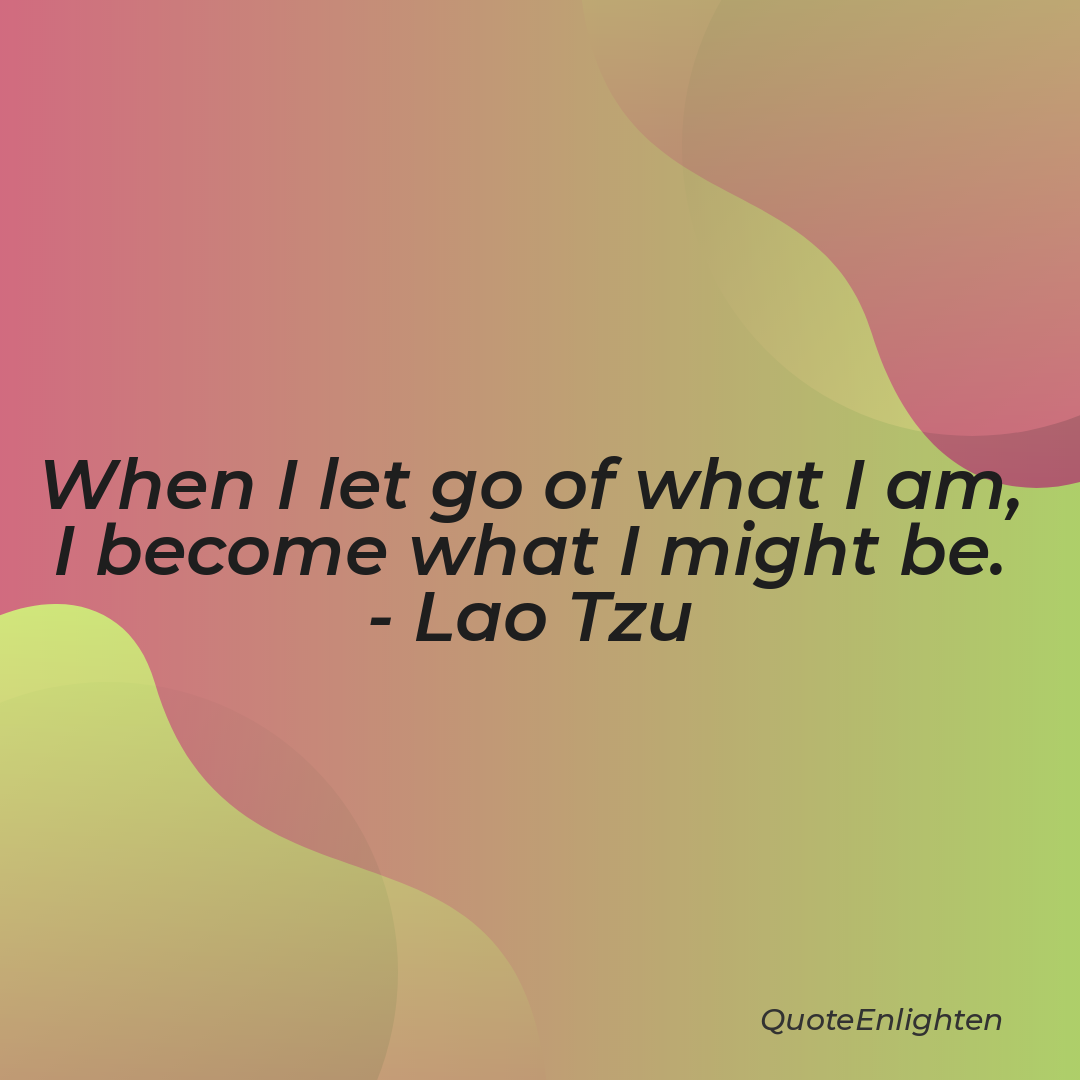 When I let go of what I am,
I become what I might be.
- Lao Tzu
QuoteEnlighten